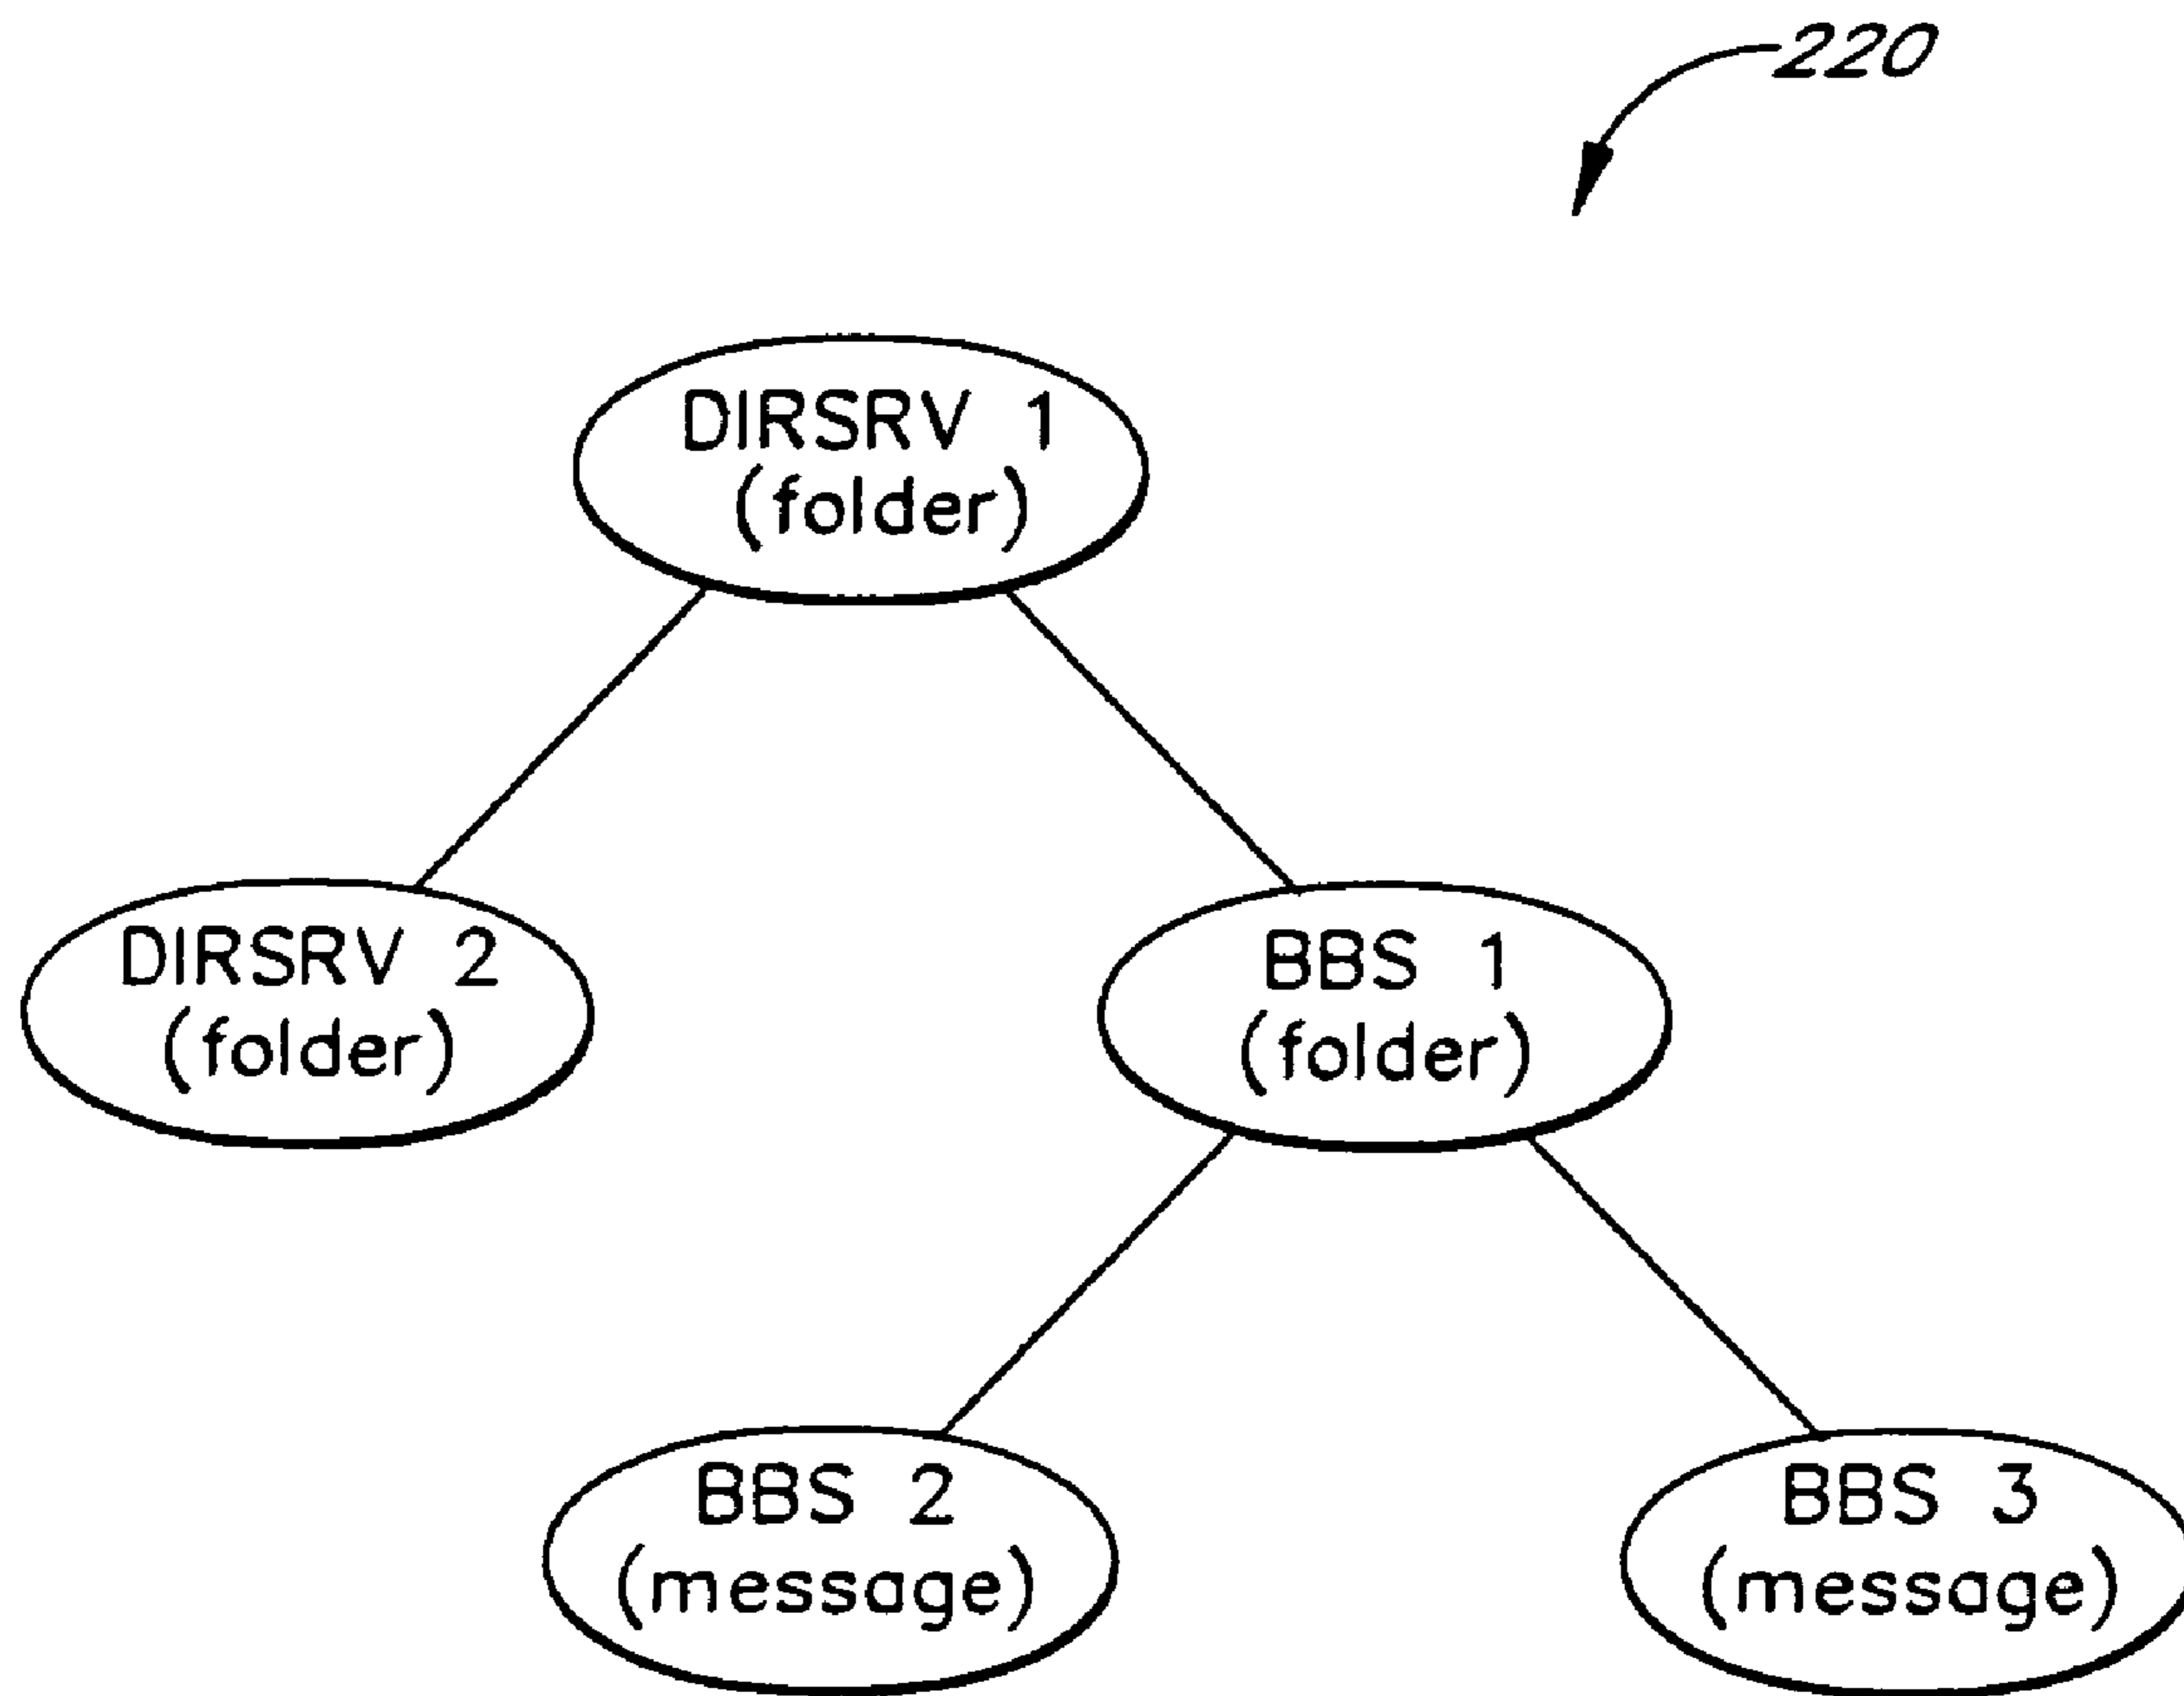 220
DIRSRV 1
(folder)
DIRSRV 2
(folder)
BBS 1
(folder)
BBS 2
(message)
BBS 3
(message)